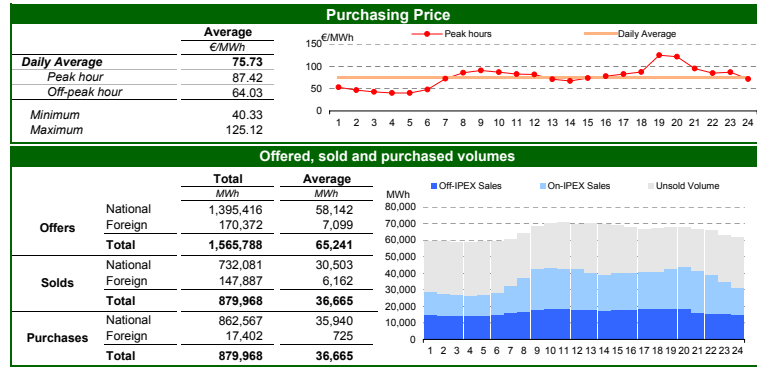 Purchasing Price
Average
€/MWh
Daily Average 75.73
Peak hour 87.42
Off-peak hour 64.03
Minimum 40.33
Maximum 125.12
€/MWh Peak hours Daily Average
150
100
50
0
1 2 3 4 5 6 7 8 9 10 11 12 13 14 15 16 17 18 19 20 21 22 23 24
Offered, sold and purchased volumes
Total Average
MWh MWh
Offers
National 1,395,416 58,142
Foreign 170,372 7,099
Total 1,565,788 65,241
Solds
National 732,081 30,503
Foreign 147,887 6,162
Total 879,968 36,665
Purchases
National 862,567 35,940
Foreign 17,402 725
Total 879,968 36,665
MWh Off-IPEX Sales On-IPEX Sales Unsold Volume
80,000
70,000
60,000
50,000
40,000
30,000
20,000
10,000
0
1 2 3 4 5 6 7 8 9 10 11 12 13 14 15 16 17 18 19 20 21 22 23 24